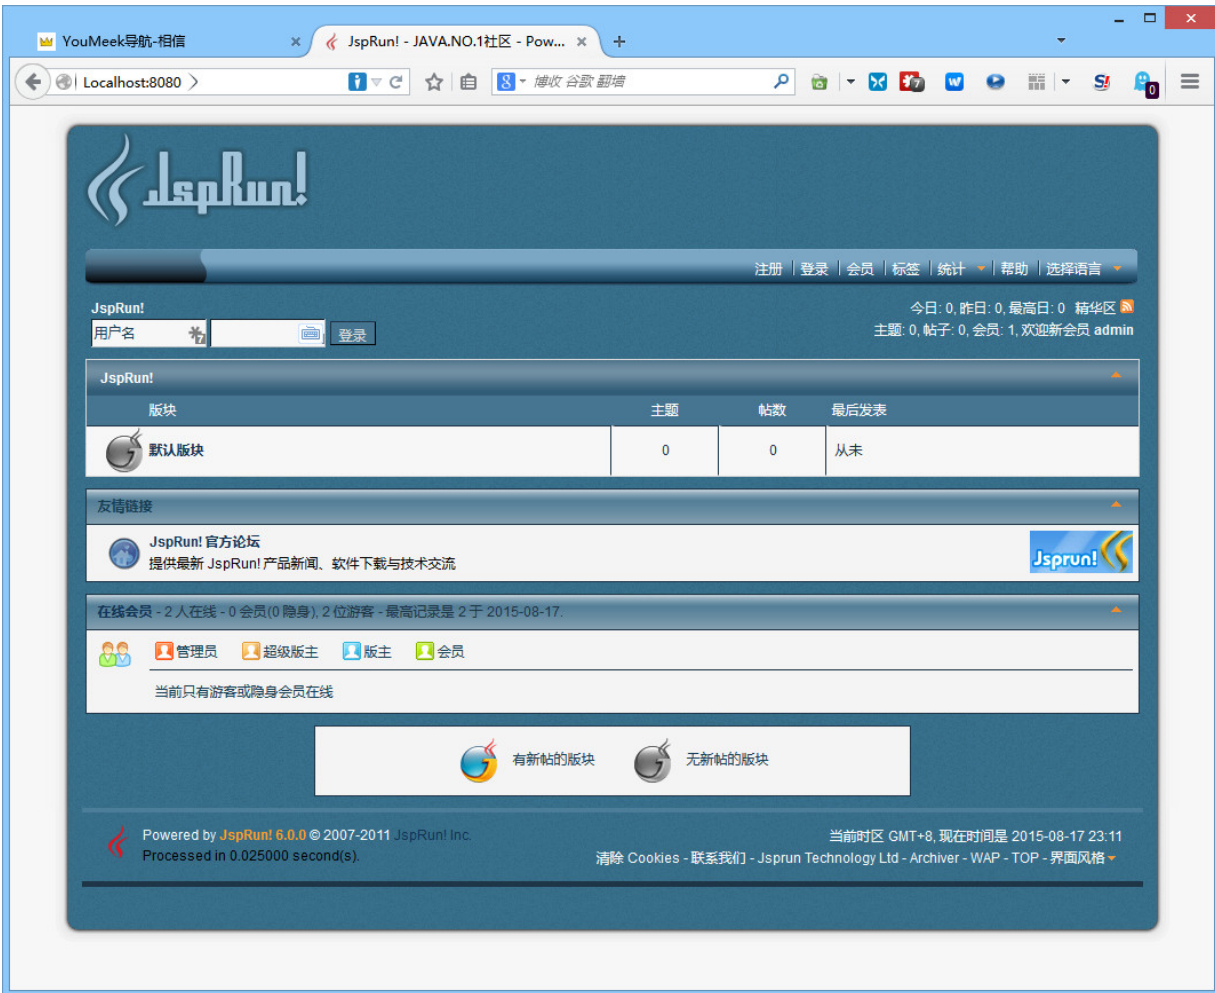 YouMeek导航-相信
JspRun! - JAVA.NO.1社区 - Pow...
Localhost:8080
博收 谷歌 翻墙
7
0
JspRun!
注册 登录 会员 标签 统计 帮助 选择语言
JspRun!
今日: 0, 昨日: 0, 最高日: 0 精华区
用户名
登录
主题: 0, 帖子: 0, 会员: 1, 欢迎新会员 admin
JspRun!
版块 主题 帖数 最后发表
默认版块 0 0 从未
友情链接
JspRun! 官方论坛
提供最新 JspRun! 产品新闻、软件下载与技术交流
Jsprun!
在线会员 - 2 人在线 - 0 会员(0 隐身), 2 位游客 - 最高记录是 2 于 2015-08-17.
管理员 超级版主 版主 会员
当前只有游客或隐身会员在线
有新帖的版块 无新帖的版块
Powered by JspRun! 6.0.0 © 2007-2011 JspRun! Inc.
当前时区 GMT+8, 现在时间是 2015-08-17 23:11
Processed in 0.025000 second(s).
清除 Cookies - 联系我们 - Jsprun Technology Ltd - Archiver - WAP - TOP - 界面风格